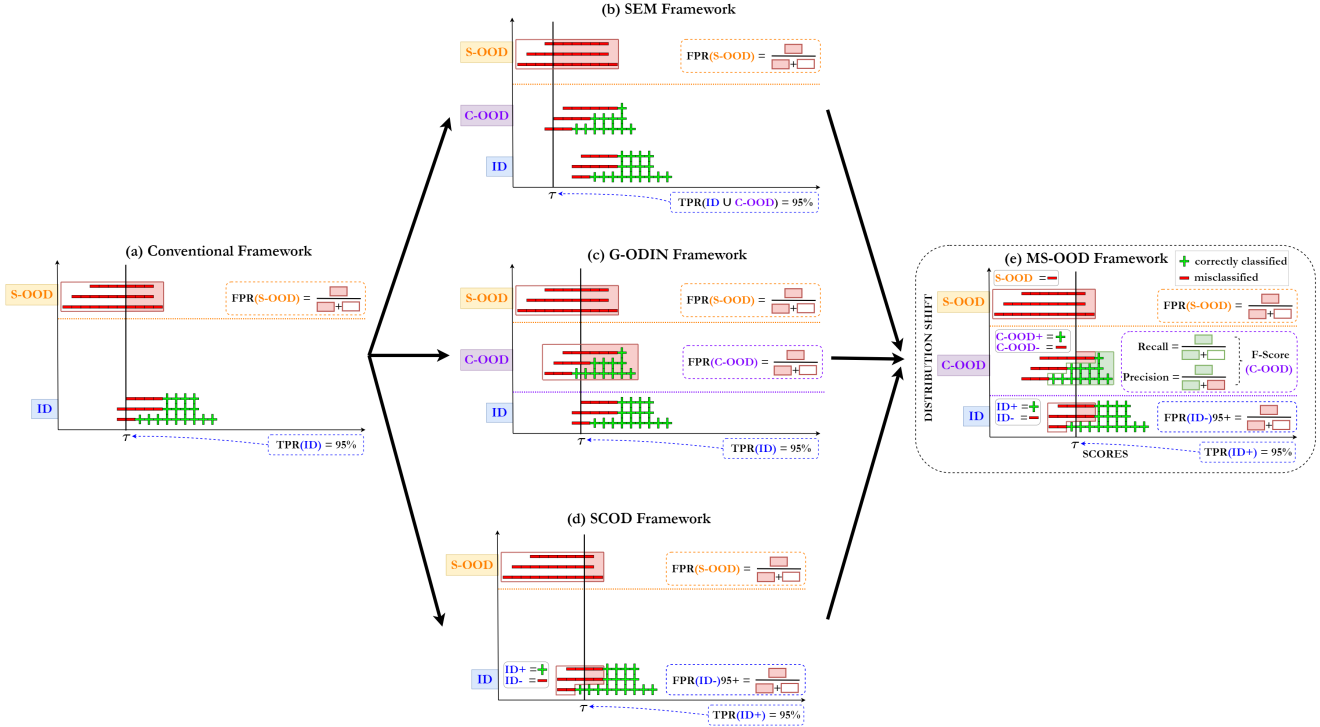 (b) SEM Framework
S-OOD
FPR(S-OOD) =
+
C-OOD
ID
τ
TPR(ID ∪ C-OOD) = 95%
(a) Conventional Framework
S-OOD
FPR(S-OOD) =
+
ID
τ
TPR(ID) = 95%
(c) G-ODIN Framework
S-OOD
FPR(S-OOD) =
+
C-OOD
FPR(C-OOD) =
+
ID
τ
TPR(ID) = 95%
(d) SCOD Framework
S-OOD
FPR(S-OOD) =
+
ID
ID+ =
ID- =
FPR(ID-)95+ =
+
τ
TPR(ID+) = 95%
(e) MS-OOD Framework
correctly classified
misclassified
DISTRIBUTION SHIFT
S-OOD =
S-OOD
FPR(S-OOD) =
+
C-OOD+ =
C-OOD- =
C-OOD
Recall =
+
Precision =
+
F-Score
(C-OOD)
ID+ =
ID- =
ID
FPR(ID-)95+ =
+
τ
SCORES
TPR(ID+) = 95%